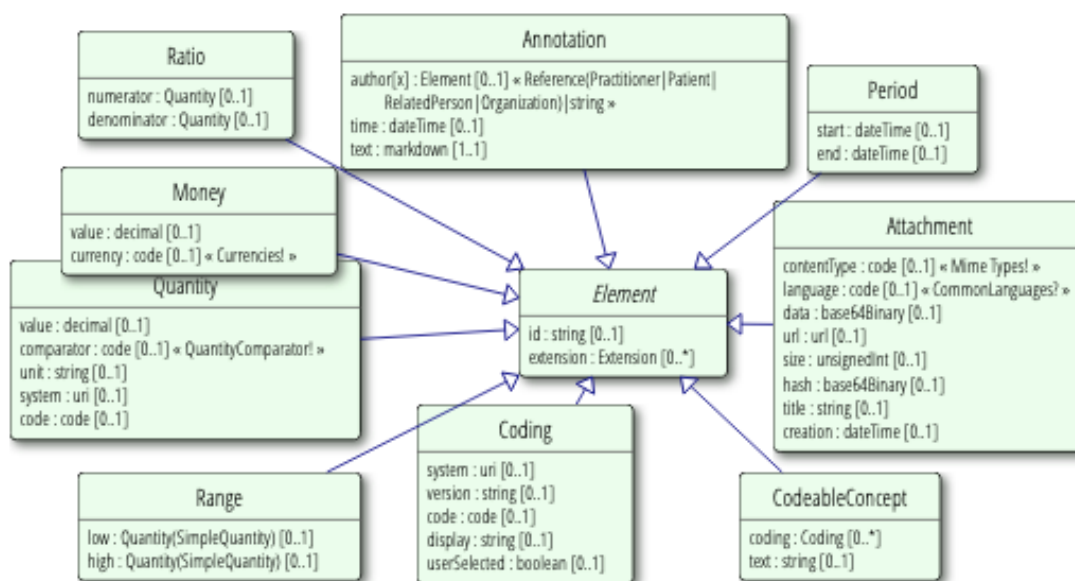 Ratio
numerator : Quantity [0..1]
denominator : Quantity [0..1]
Annotation
author[x] : Element [0..1] « Reference(Practitioner|Patient|
RelatedPerson|Organization)|string »
time : dateTime [0..1]
text : markdown [1..1]
Period
start : dateTime [0..1]
end : dateTime [0..1]
Money
value : decimal [0..1]
currency : code [0..1] « Currencies! »
Quantity
value : decimal [0..1]
comparator : code [0..1] « QuantityComparator! »
unit : string [0..1]
system : uri [0..1]
code : code [0..1]
Element
id : string [0..1]
extension : Extension [0..*]
Attachment
contentType : code [0..1] « Mime Types! »
language : code [0..1] « CommonLanguages? »
data : base64Binary [0..1]
url : url [0..1]
size : unsignedInt [0..1]
hash : base64Binary [0..1]
title : string [0..1]
creation : dateTime [0..1]
Range
low : Quantity(SimpleQuantity) [0..1]
high : Quantity(SimpleQuantity) [0..1]
Coding
system : uri [0..1]
version : string [0..1]
code : code [0..1]
display : string [0..1]
userSelected : boolean [0..1]
CodeableConcept
coding : Coding [0..*]
text : string [0..1]